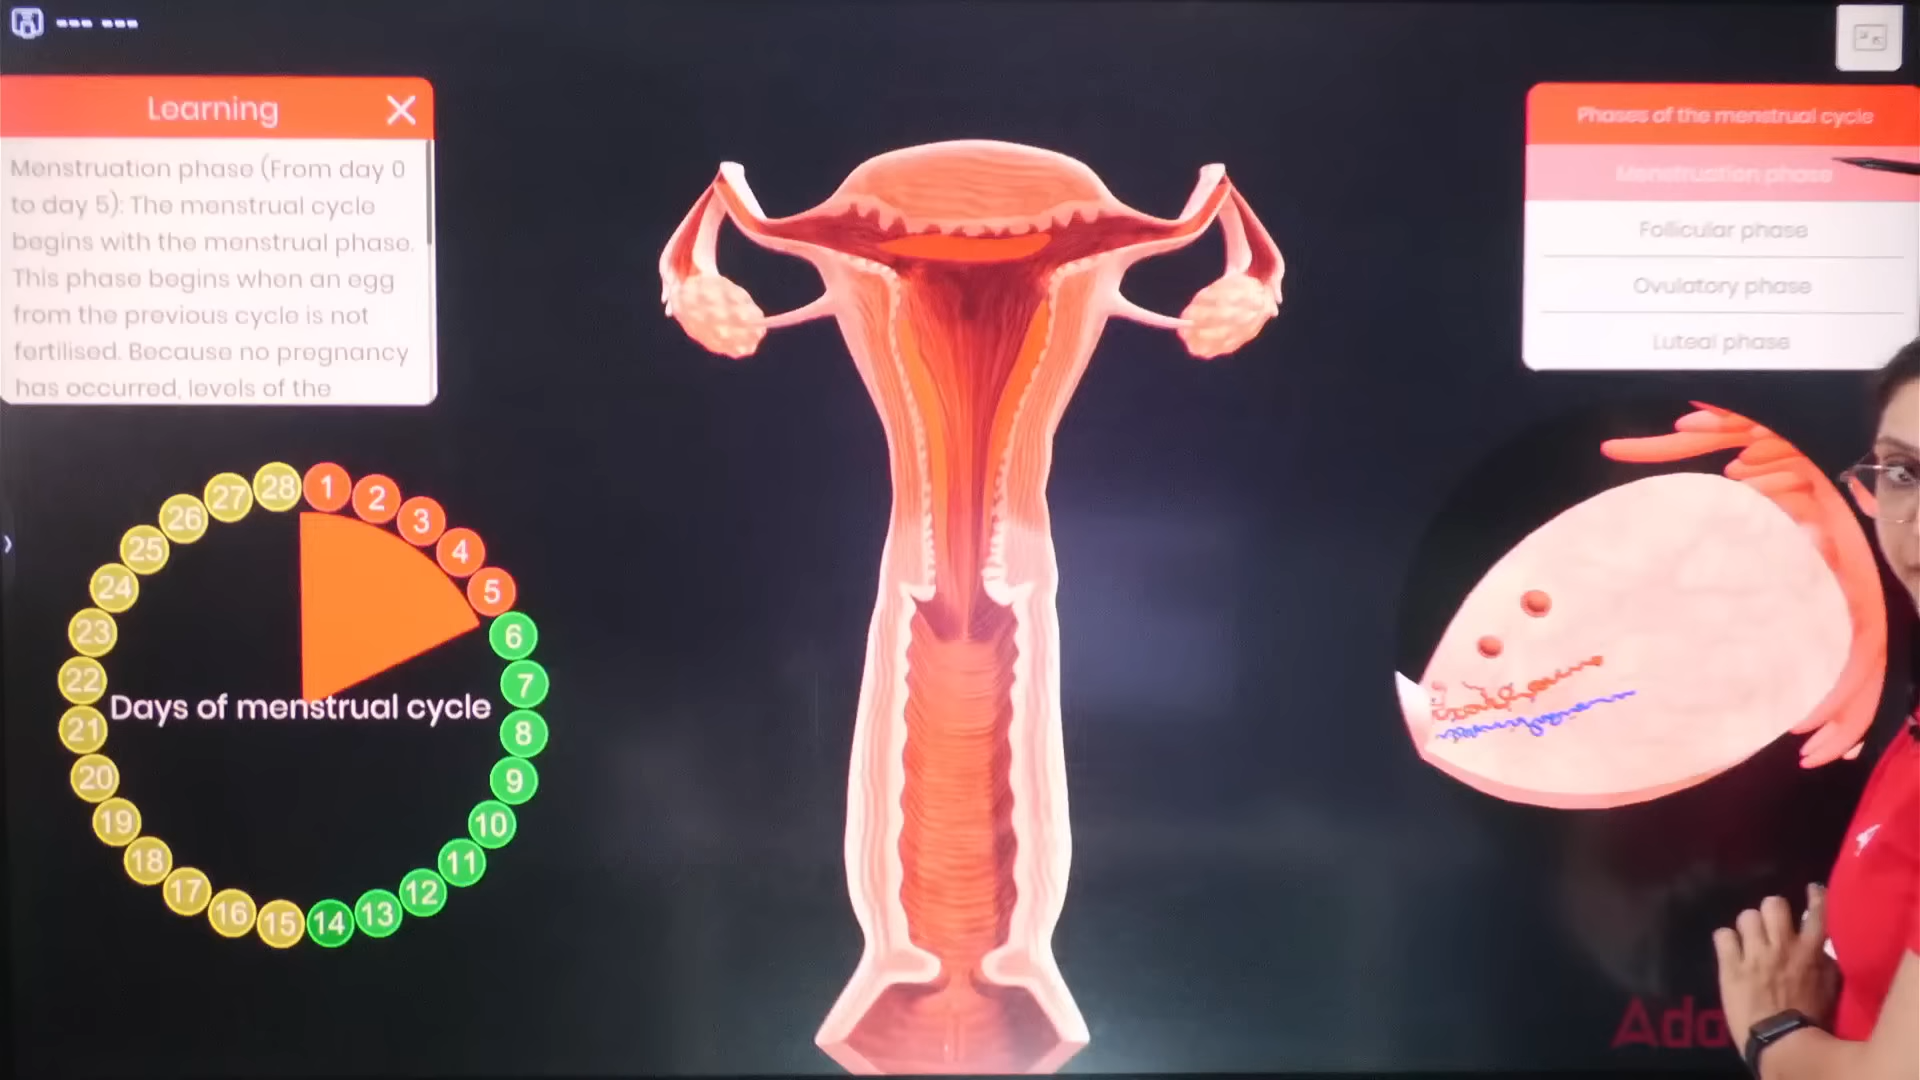 Learning
Menstruation phase (From day 0
to day 5): The menstrual cycle
begins with the menstrual phase.
This phase begins when an egg
from the previous cycle is not
fertilised. Because no pregnancy
has occurred, levels of the
Phases of the menstrual cycle
Menstruation phase
Follicular phase
Ovulatory phase
Luteal phase
1
2
3
4
5
6
7
8
9
10
11
12
13
14
15
16
17
18
19
20
21
22
23
24
25
26
27
28
Days of menstrual cycle
Add